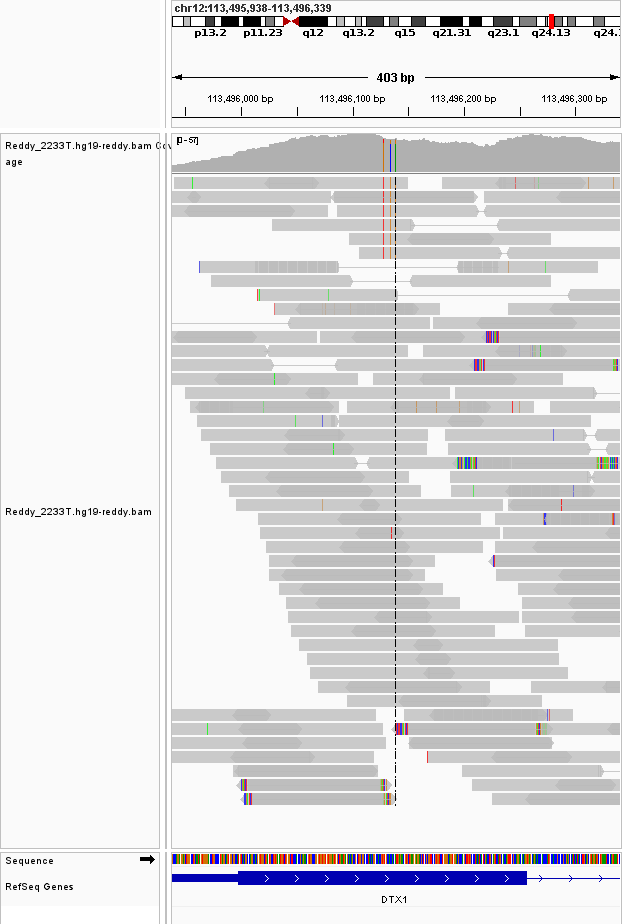 chr12:113,495,938-113,496,339
p13.2 p11.23 q12 q13.2 q15 q21.31 q23.1 q24.13 q24.
403 bp
113,496,000 bp 113,496,100 bp 113,496,200 bp 113,496,300 bp
[0-57]
Reddy_2233T.hg19-reddy.bam Cov
age
Reddy_2233T.hg19-reddy.bam
Sequence
RefSeq Genes
DTX1